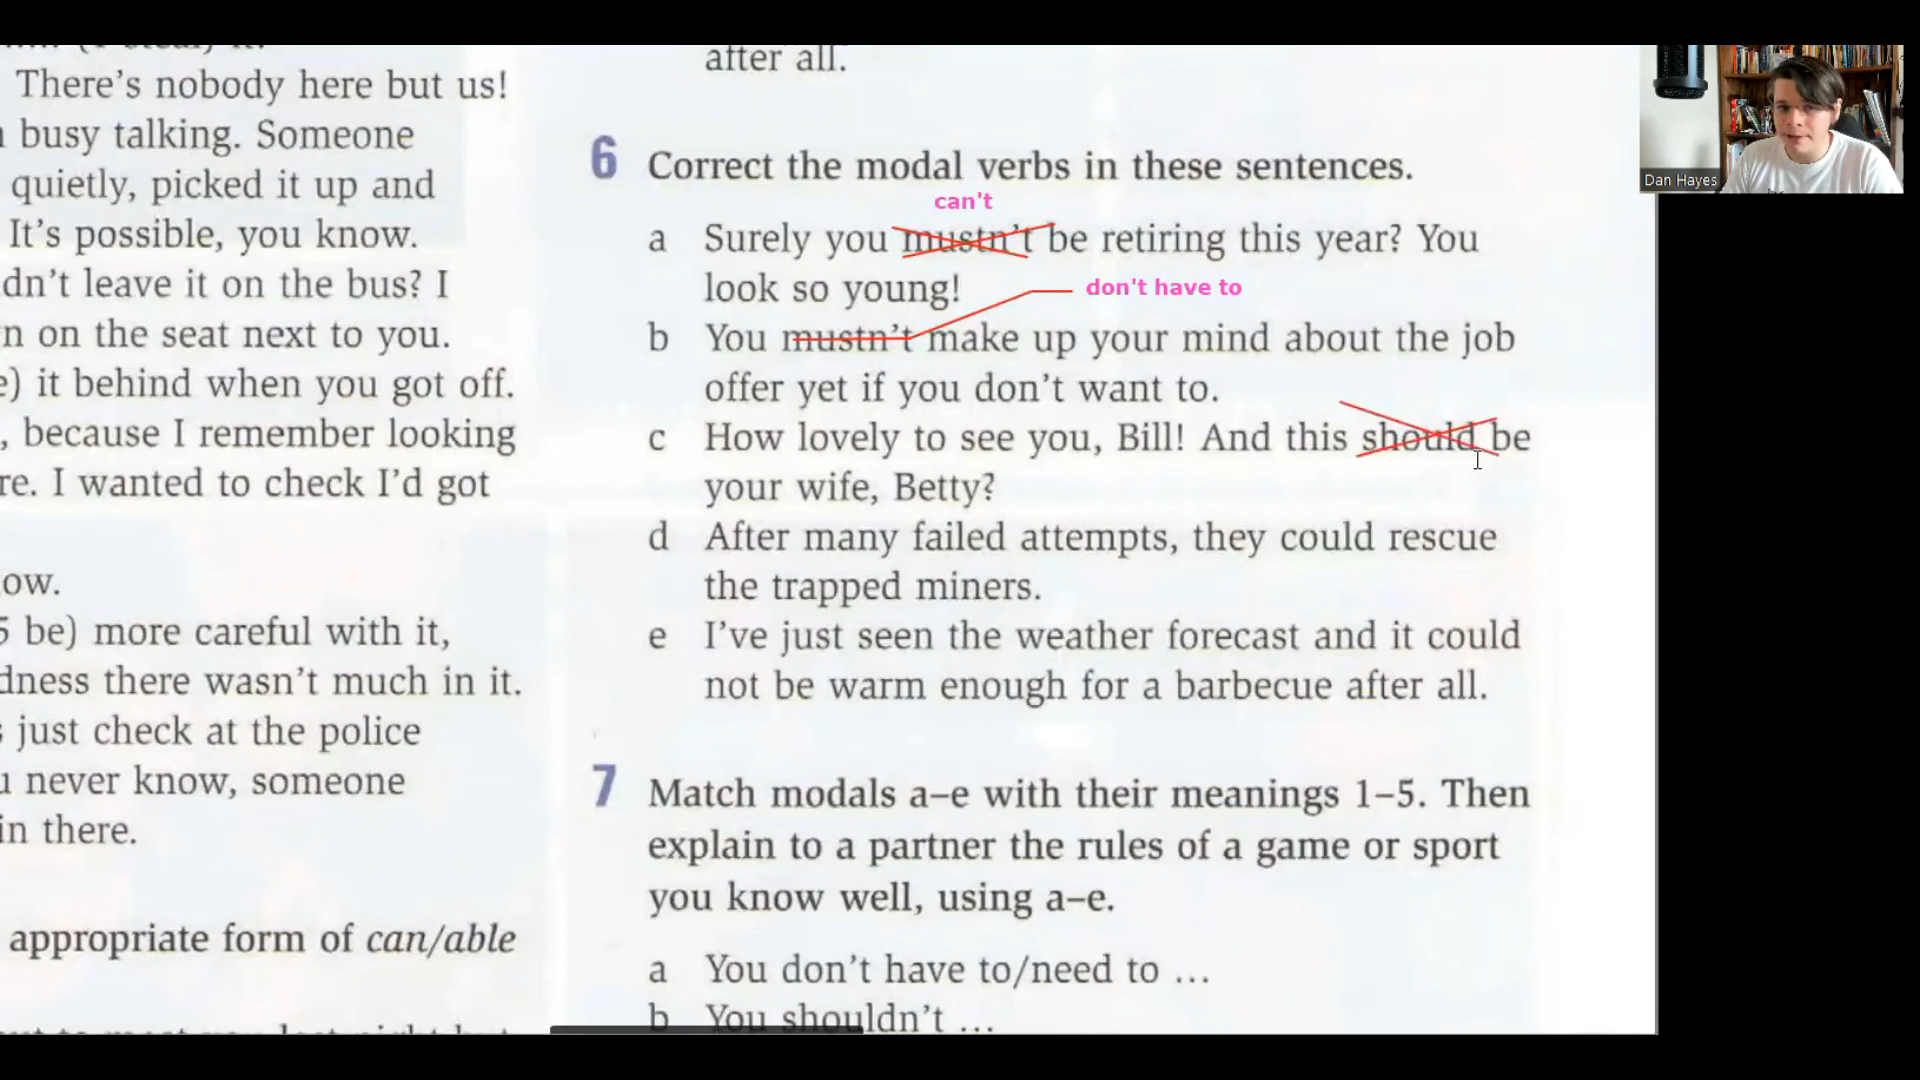 ..... (1 steal) it.
There's nobody here but us!
busy talking. Someone
quietly, picked it up and
It's possible, you know.
dn't leave it on the bus? I
n on the seat next to you.
e) it behind when you got off.
, because I remember looking
re. I wanted to check I'd got
ow.
5 be) more careful with it,
dness there wasn't much in it.
s just check at the police
u never know, someone
in there.
appropriate form of can/able
after all.
6 Correct the modal verbs in these sentences.
can't
a Surely you mustn't be retiring this year? You
look so young!
don't have to
b You mustn't make up your mind about the job
offer yet if you don't want to.
c How lovely to see you, Bill! And this should be
your wife, Betty?
d After many failed attempts, they could rescue
the trapped miners.
e I've just seen the weather forecast and it could
not be warm enough for a barbecue after all.
7 Match modals a–e with their meanings 1–5. Then
explain to a partner the rules of a game or sport
you know well, using a–e.
a You don't have to/need to ...
b You shouldn't ...
Dan Hayes